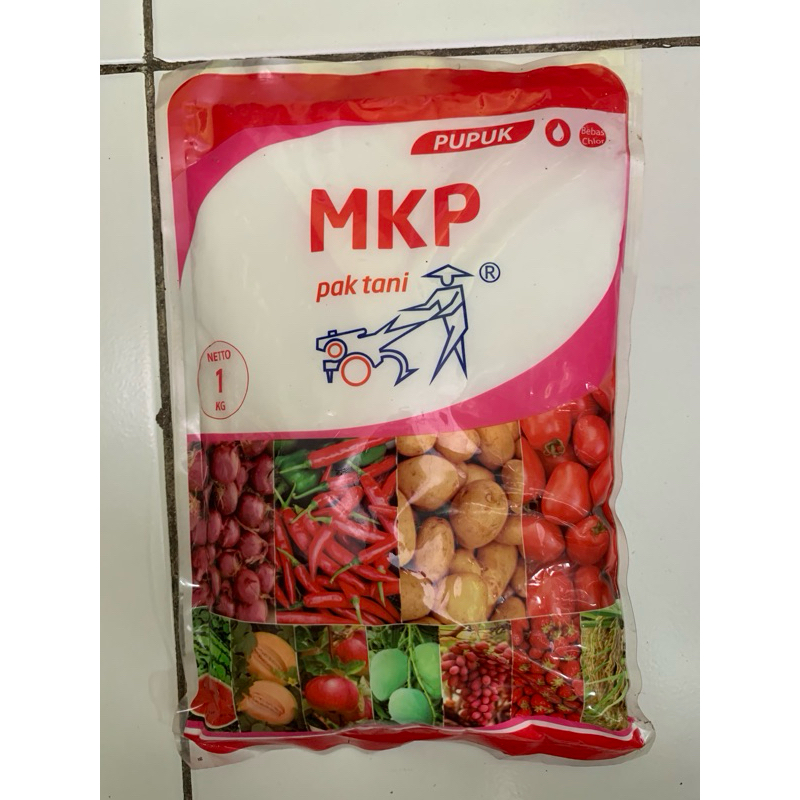 PUPUK
Bebas
Chlor
MKP
pak tani
®
NETTO
1
KG